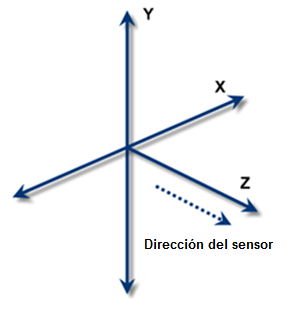 Y
X
Z
Dirección del sensor